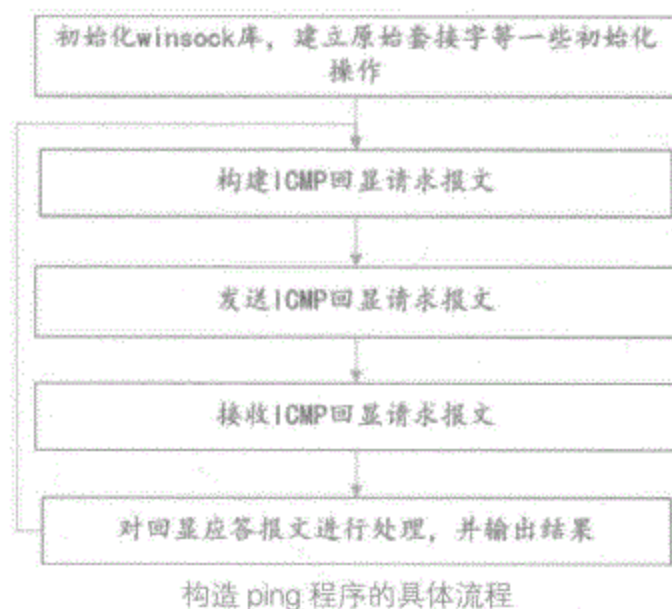 初始化winsock库，建立原始套接字等一些初始化
操作
构建ICMP回显请求报文
发送ICMP回显请求报文
接收ICMP回显请求报文
对回显应答报文进行处理，并输出结果
构造 ping 程序的具体流程